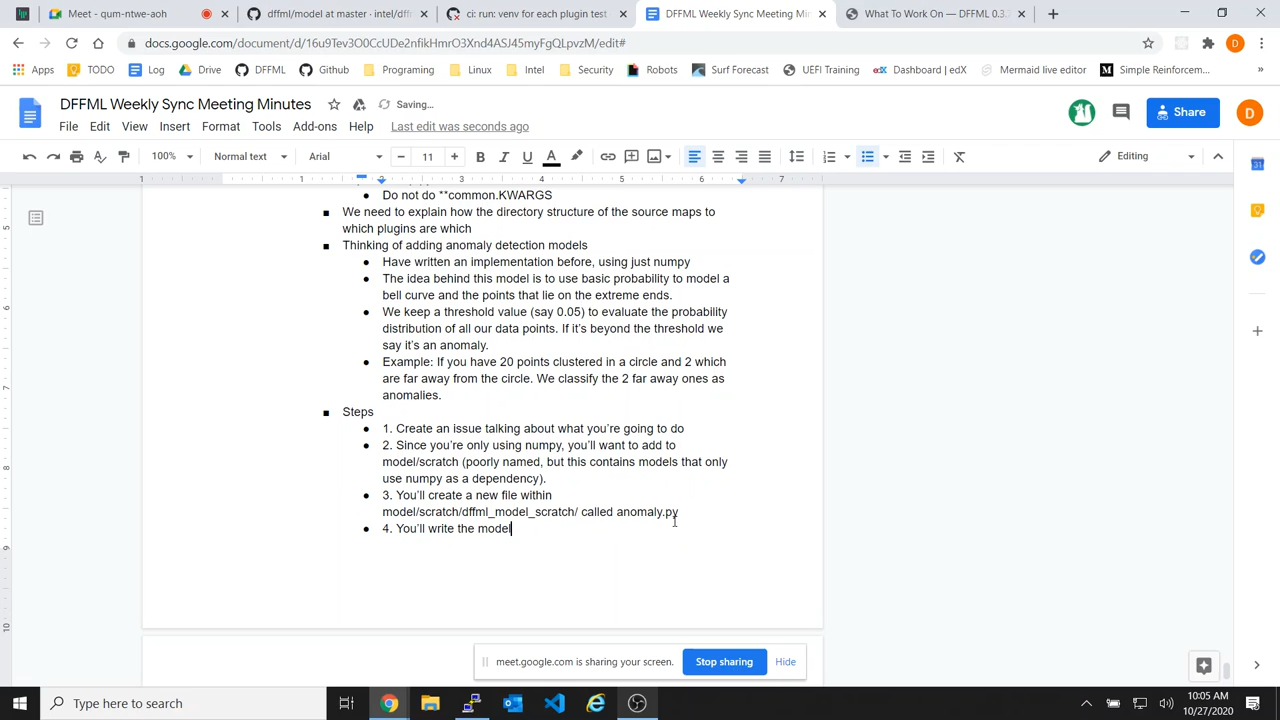 Meet - qum-ntwe-aoh
dffml/model at master · intel/dffm
ci: run: venv for each plugin test
DFFML Weekly Sync Meeting Min
What To Work On — DFFML 0.3.
docs.google.com/document/d/16u9Tev3O0CcUDe2nfikHmrO3Xnd4ASJ45myFgQLpvzM/edit#
Apps
TODO
Log
Drive
DFFML
Github
Programing
Linux
Intel
Security
Robots
Surf Forecast
UEFI Training
Dashboard | edX
Mermaid live editor
Simple Reinforcem...
DFFML Weekly Sync Meeting Minutes
Saving...
File Edit View Insert Format Tools Add-ons Help Last edit was seconds ago
Share
D
100%
Normal text
Arial
11
Editing
Do not do **common.KWARGS
We need to explain how the directory structure of the source maps to
which plugins are which
Thinking of adding anomaly detection models
Have written an implementation before, using just numpy
The idea behind this model is to use basic probability to model a
bell curve and the points that lie on the extreme ends.
We keep a threshold value (say 0.05) to evaluate the probability
distribution of all our data points. If it's beyond the threshold we
say it's an anomaly.
Example: If you have 20 points clustered in a circle and 2 which
are far away from the circle. We classify the 2 far away ones as
anomalies.
Steps
1. Create an issue talking about what you're going to do
2. Since you're only using numpy, you'll want to add to
model/scratch (poorly named, but this contains models that only
use numpy as a dependency).
3. You'll create a new file within
model/scratch/dffml_model_scratch/ called anomaly.py
4. You'll write the model
meet.google.com is sharing your screen.
Stop sharing
Hide
Type here to search
10:05 AM
10/27/2020